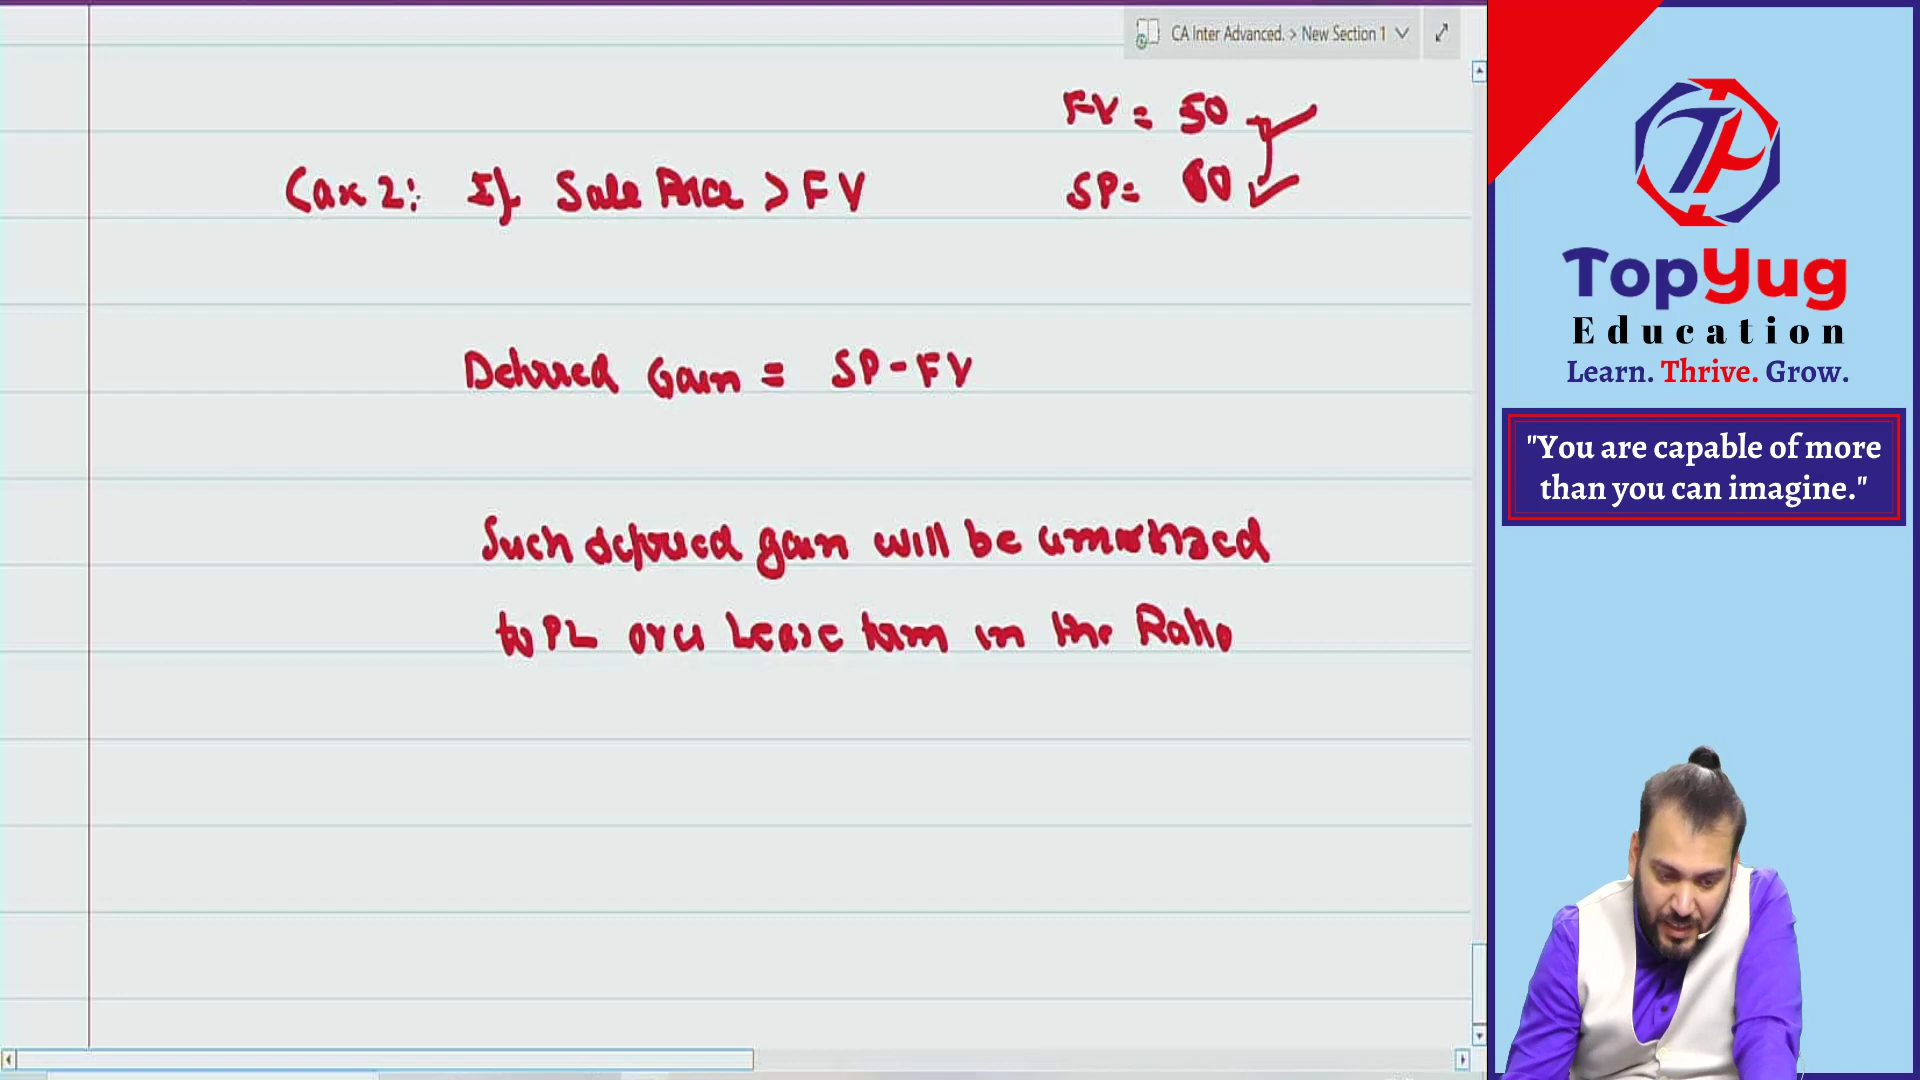 CA Inter Advanced. > New Section 1
FV = 50
Case 2: If Sale Price > FV
SP = 60
Deferred Gain = SP - FV
Such deferred gain will be amortized
to PL over Lease term in the Ratio
TopYug
Education
Learn. Thrive. Grow.
"You are capable of more
than you can imagine."